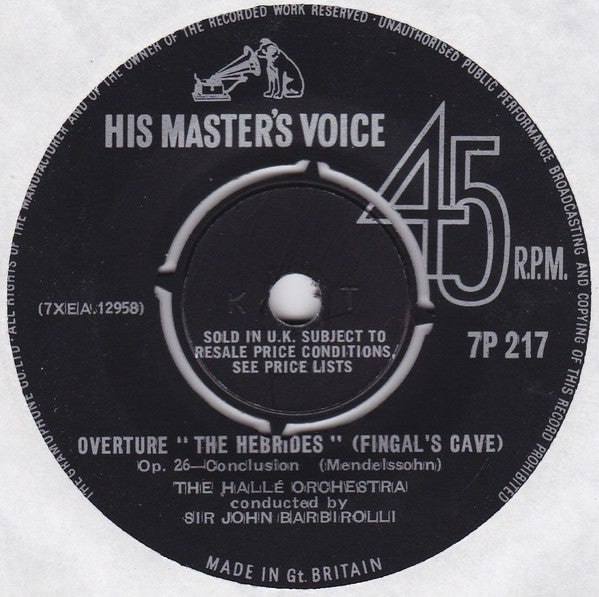 THE GRAMOPHONE CO. LTD. ALL RIGHTS OF THE MANUFACTURER AND OF THE OWNER OF THE RECORDED WORK RESERVED · UNAUTHORISED PUBLIC PERFORMANCE BROADCASTING AND COPYING OF THIS RECORD PROHIBITED
HIS MASTER'S VOICE
45
R.P.M.
(7XEA.12958)
7P 217
K T
SOLD IN U.K. SUBJECT TO
RESALE PRICE CONDITIONS,
SEE PRICE LISTS
OVERTURE " THE HEBRIDES " (FINGAL'S CAVE)
Op. 26—Conclusion (Mendelssohn)
THE HALLÉ ORCHESTRA
conducted by
SIR JOHN BARBIROLLI
MADE IN Gt. BRITAIN